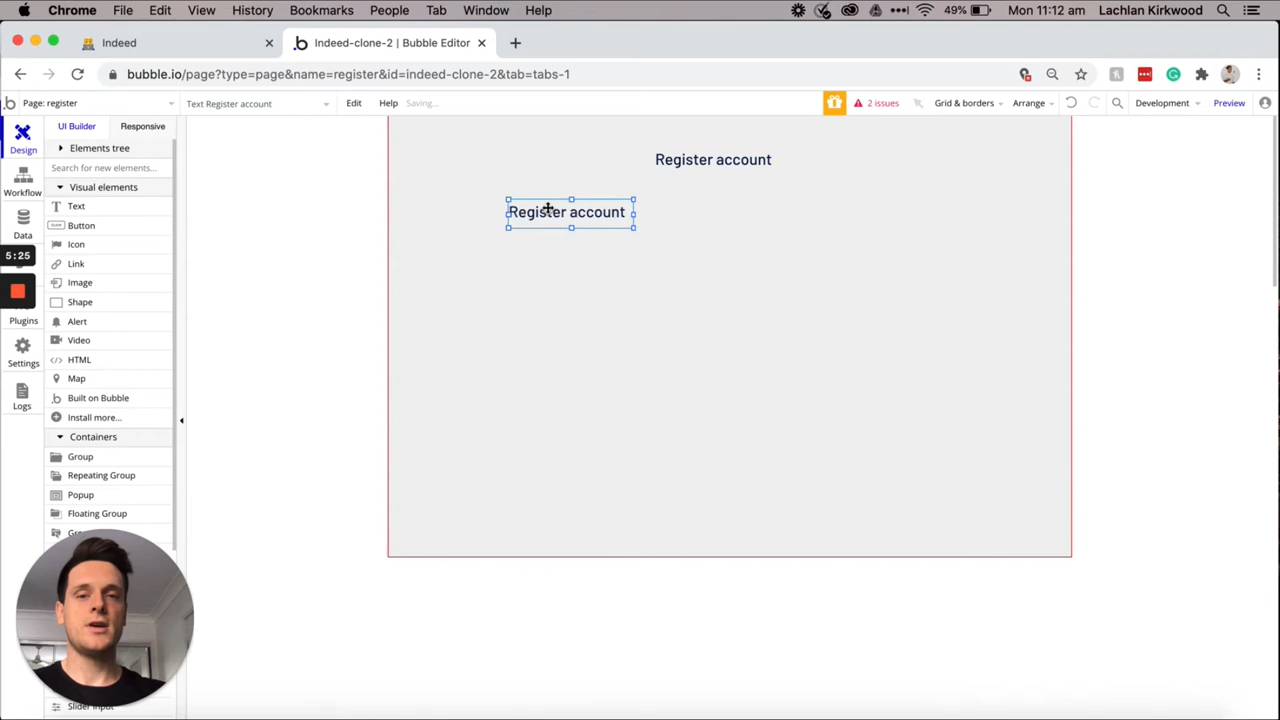 Chrome File Edit View History Bookmarks People Tab Window Help 49% Mon 11:12 am Lachlan Kirkwood
Indeed Indeed-clone-2 | Bubble Editor
bubble.io/page?type=page&name=register&id=indeed-clone-2&tab=tabs-1
Page: register Text Register account Edit Help Saving... 2 issues Grid & borders Arrange Development Preview
UI Builder Responsive
Design
Elements tree
Search for new elements...
Visual elements
Workflow
Text
Button
Data
Icon
5:25
Link
Image
Shape
Plugins
Alert
Video
Settings
HTML
Map
Logs
Built on Bubble
Install more...
Containers
Group
Repeating Group
Popup
Floating Group
Slider Input
Register account
Register account